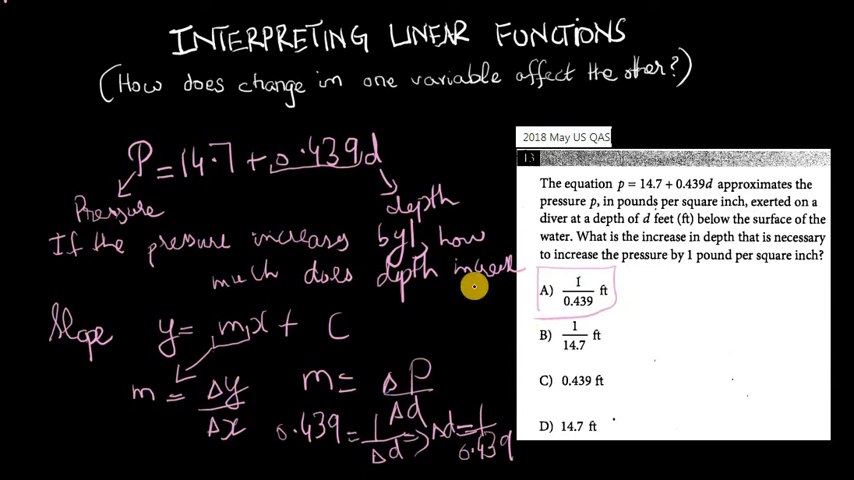 INTERPRETING LINEAR FUNCTIONS
(How does change in one variable affect the other?)
P = 14.7 + 0.439d
Pressure
depth
If the pressure increases by 1, how
much does depth increase
Slope y = mx + C
m = Δy/Δx
m = ΔP/Δd
0.439 = 1/Δd → Δd = 1/0.439
2018 May US QAS
13
The equation p = 14.7 + 0.439d approximates the
pressure p, in pounds per square inch, exerted on a
diver at a depth of d feet (ft) below the surface of the
water. What is the increase in depth that is necessary
to increase the pressure by 1 pound per square inch?
A) 1/0.439 ft
B) 1/14.7 ft
C) 0.439 ft
D) 14.7 ft